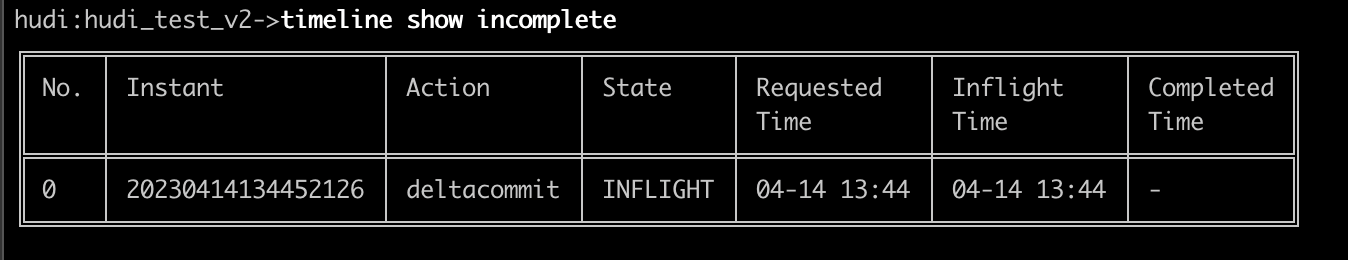 hudi:hudi_test_v2->timeline show incomplete
No. Instant Action State Requested Inflight Completed
Time Time Time
0 20230414134452126 deltacommit INFLIGHT 04-14 13:44 04-14 13:44 -